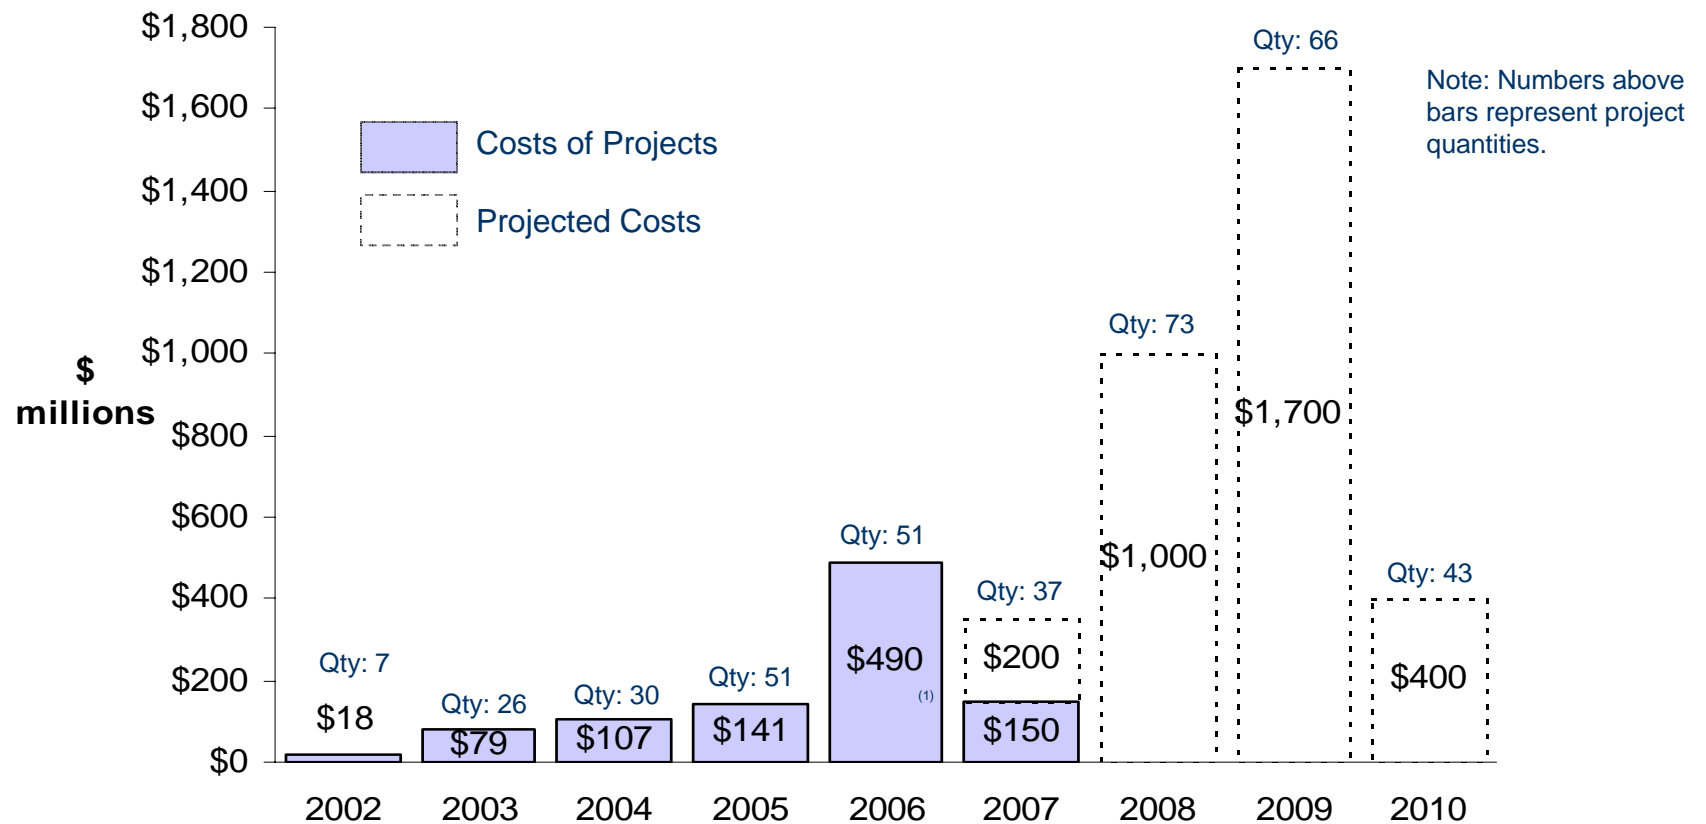 $1,800
$1,600
$1,400
$1,200
$1,000
$800
$600
$400
$200
$0
$
millions
Costs of Projects
Projected Costs
Note: Numbers above
bars represent project
quantities.
Qty: 7
$18
Qty: 26
$79
Qty: 30
$107
Qty: 51
$141
Qty: 51
$490
(1)
Qty: 37
$200
$150
Qty: 73
$1,000
Qty: 66
$1,700
Qty: 43
$400
2002 2003 2004 2005 2006 2007 2008 2009 2010